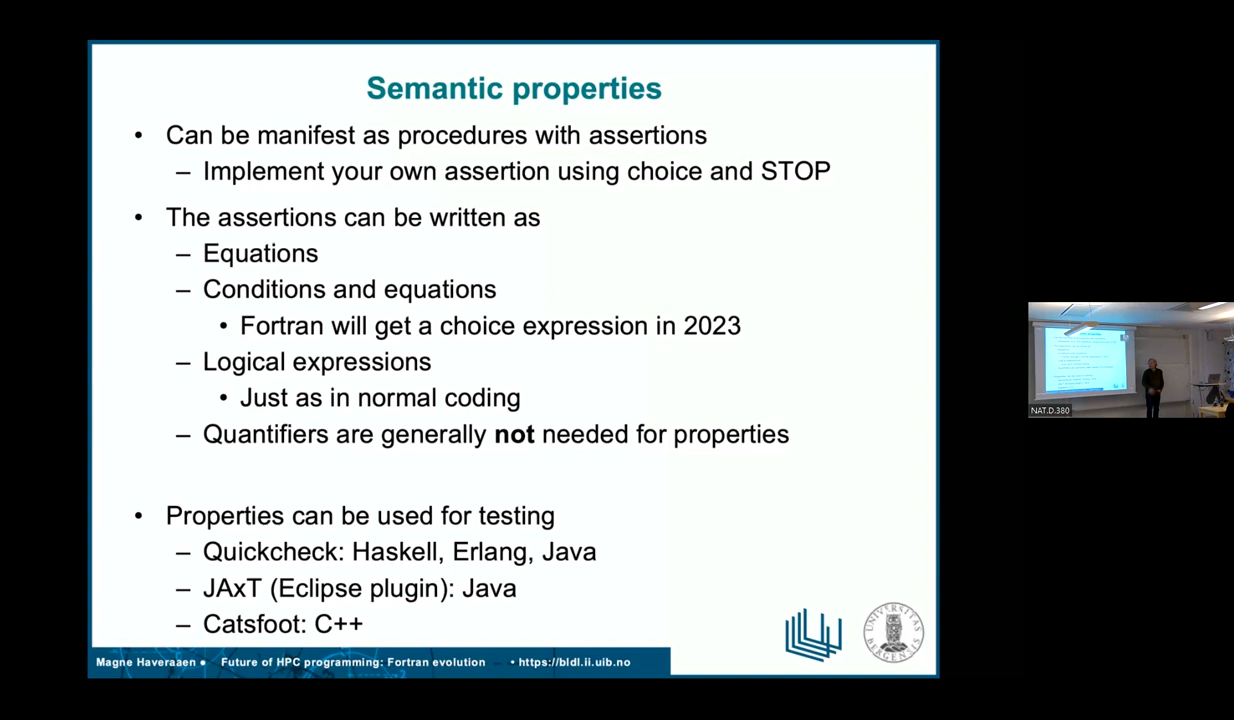 Semantic properties
• Can be manifest as procedures with assertions
– Implement your own assertion using choice and STOP
• The assertions can be written as
– Equations
– Conditions and equations
• Fortran will get a choice expression in 2023
– Logical expressions
• Just as in normal coding
– Quantifiers are generally not needed for properties
• Properties can be used for testing
– Quickcheck: Haskell, Erlang, Java
– JAxT (Eclipse plugin): Java
– Catsfoot: C++
Magne Haveraaen ● Future of HPC programming: Fortran evolution • https://bldl.ii.uib.no
UNIVERSITAS BERGENSIS
NAT.D.380